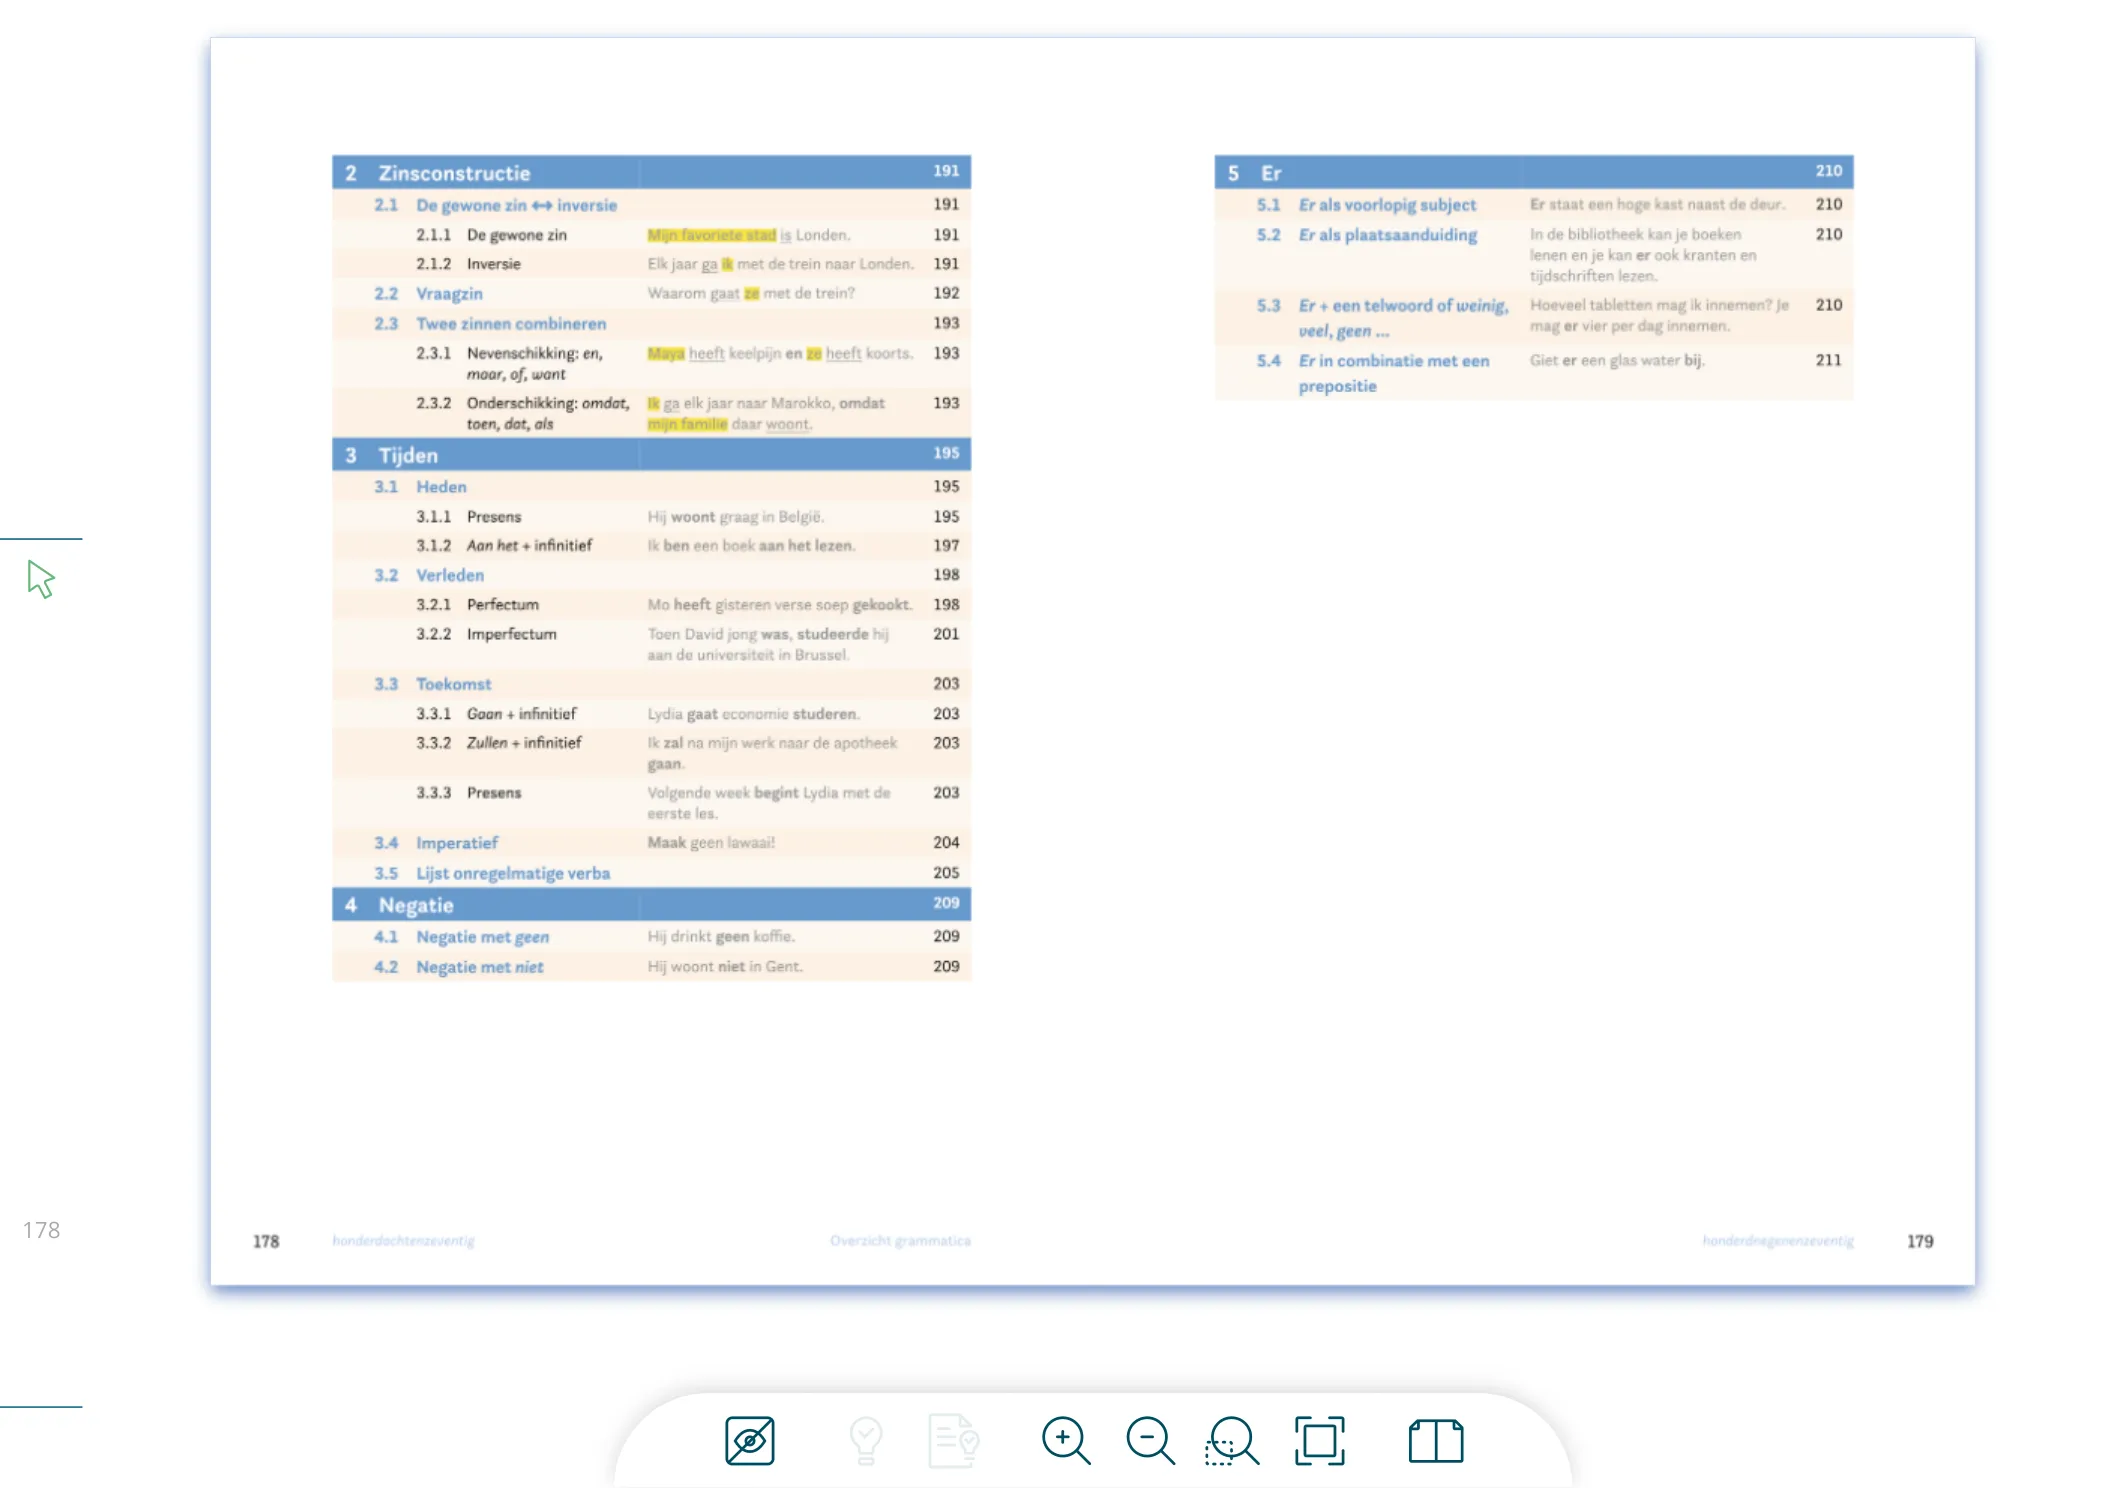 2 Zinsconstructie 191
2.1 De gewone zin ↔ inversie 191
2.1.1 De gewone zin Mijn favoriete stad is Londen. 191
2.1.2 Inversie Elk jaar ga ik met de trein naar Londen. 191
2.2 Vraagzin Waarom gaat ze met de trein? 192
2.3 Twee zinnen combineren 193
2.3.1 Nevenschikking: en, Maya heeft keelpijn en ze heeft koorts. 193
maar, of, want
2.3.2 Onderschikking: omdat, Ik ga elk jaar naar Marokko, omdat 193
toen, dat, als mijn familie daar woont.
3 Tijden 195
3.1 Heden 195
3.1.1 Presens Hij woont graag in België. 195
3.1.2 Aan het + infinitief Ik ben een boek aan het lezen. 197
3.2 Verleden 198
3.2.1 Perfectum Mo heeft gisteren verse soep gekookt. 198
3.2.2 Imperfectum Toen David jong was, studeerde hij 201
aan de universiteit in Brussel.
3.3 Toekomst 203
3.3.1 Gaan + infinitief Lydia gaat economie studeren. 203
3.3.2 Zullen + infinitief Ik zal na mijn werk naar de apotheek 203
gaan.
3.3.3 Presens Volgende week begint Lydia met de 203
eerste les.
3.4 Imperatief Maak geen lawaai! 204
3.5 Lijst onregelmatige verba 205
4 Negatie 209
4.1 Negatie met geen Hij drinkt geen koffie. 209
4.2 Negatie met niet Hij woont niet in Gent. 209
5 Er 210
5.1 Er als voorlopig subject Er staat een hoge kast naast de deur. 210
5.2 Er als plaatsaanduiding In de bibliotheek kan je boeken 210
lenen en je kan er ook kranten en
tijdschriften lezen.
5.3 Er + een telwoord of weinig, Hoeveel tabletten mag ik innemen? Je 210
veel, geen ... mag er vier per dag innemen.
5.4 Er in combinatie met een Giet er een glas water bij. 211
prepositie
178
178 honderdachtenzeventig Overzicht grammatica
honderdnegenenzeventig 179